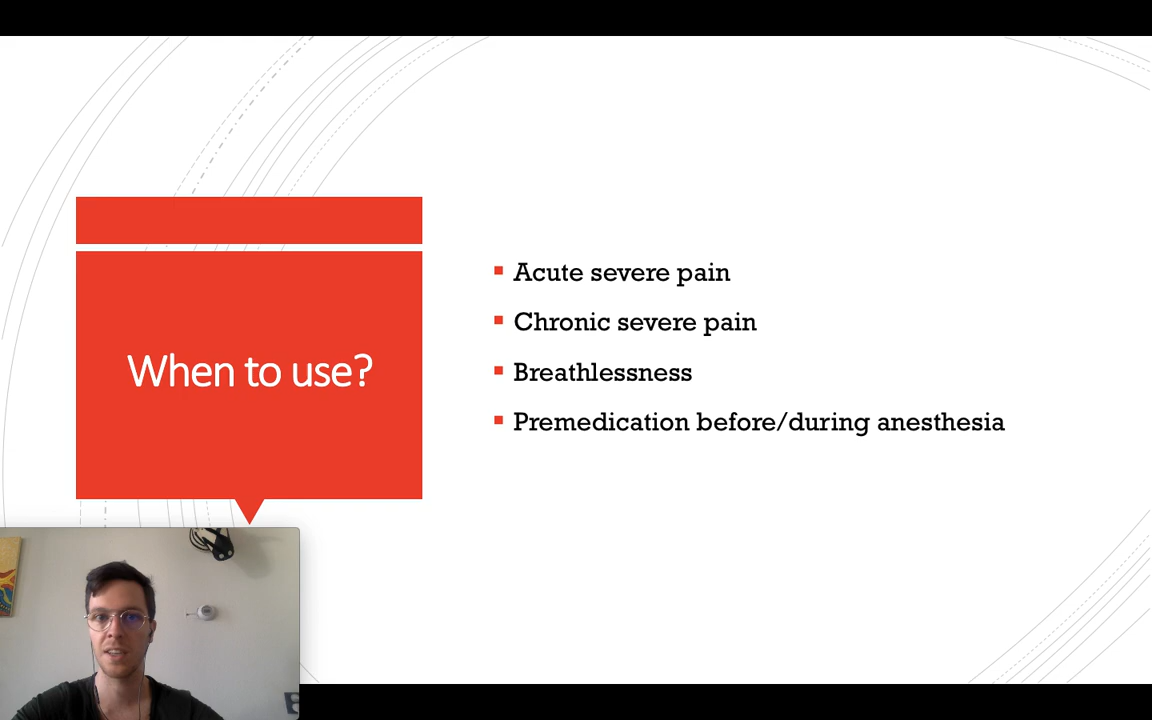 When to use?
Acute severe pain
Chronic severe pain
Breathlessness
Premedication before/during anesthesia